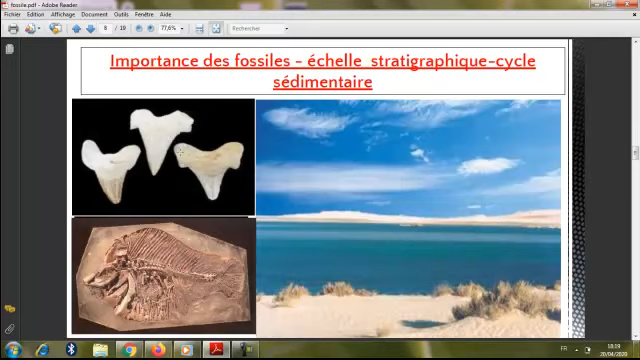 fossile.pdf - Adobe Reader
Fichier Edition Affichage Document Outils Fenêtre Aide
8 / 19 77,6% Rechercher
Importance des fossiles - échelle stratigraphique-cycle
sédimentaire
FR
18:19
20/04/2020